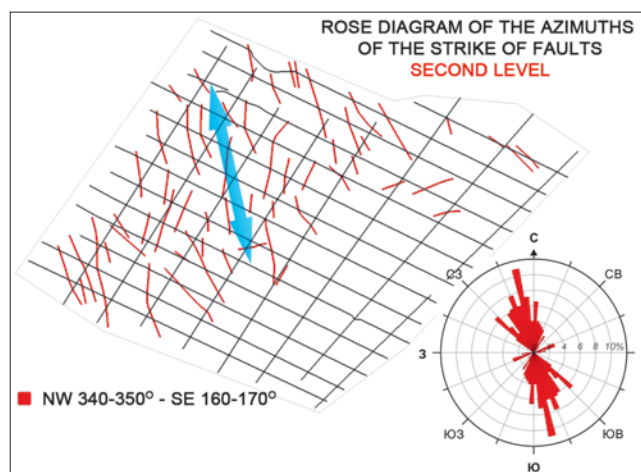 ROSE DIAGRAM OF THE AZIMUTHS
OF THE STRIKE OF FAULTS
SECOND LEVEL
С
СЗ
СВ
З
4 6 8 10%
NW 340-350° - SE 160-170°
ЮЗ
ЮВ
Ю